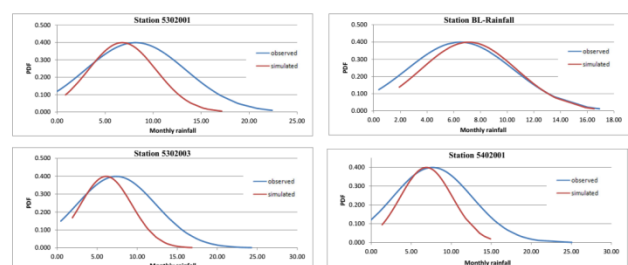 Station 5302001
0.500
0.400
0.300
0.200
0.100
0.000
PDF
observed
simulated
0.00 5.00 10.00 15.00 20.00 25.00
Monthly rainfall
Station BL-Rainfall
0.500
0.400
0.300
0.200
0.100
0.000
PDF
observed
simulated
0.00 2.00 4.00 6.00 8.00 10.00 12.00 14.00 16.00 18.00
Monthly rainfall
Station 5302003
0.500
0.400
0.300
0.200
0.100
0.000
PDF
observed
simulated
0.00 5.00 10.00 15.00 20.00 25.00 30.00
Monthly rainfall
Station 5402001
0.400
0.300
0.200
0.100
0.000
PDF
observed
simulated
0.00 5.00 10.00 15.00 20.00 25.00 30.00
Monthly rainfall